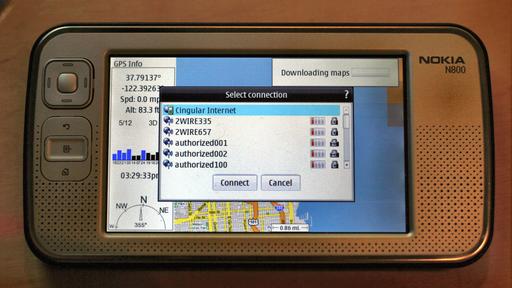 NOKIA
N800
GPS Info
37.79137°
-122.39263
Spd: 0.0 mp
Alt: 83.3 ft
5/12 3D
03:29:33pm
N
NW
NE
355°
Downloading maps
Select connection
?
Cingular Internet
2WIRE335
2WIRE657
authorized001
authorized002
authorized100
Connect
Cancel
0.86 mi